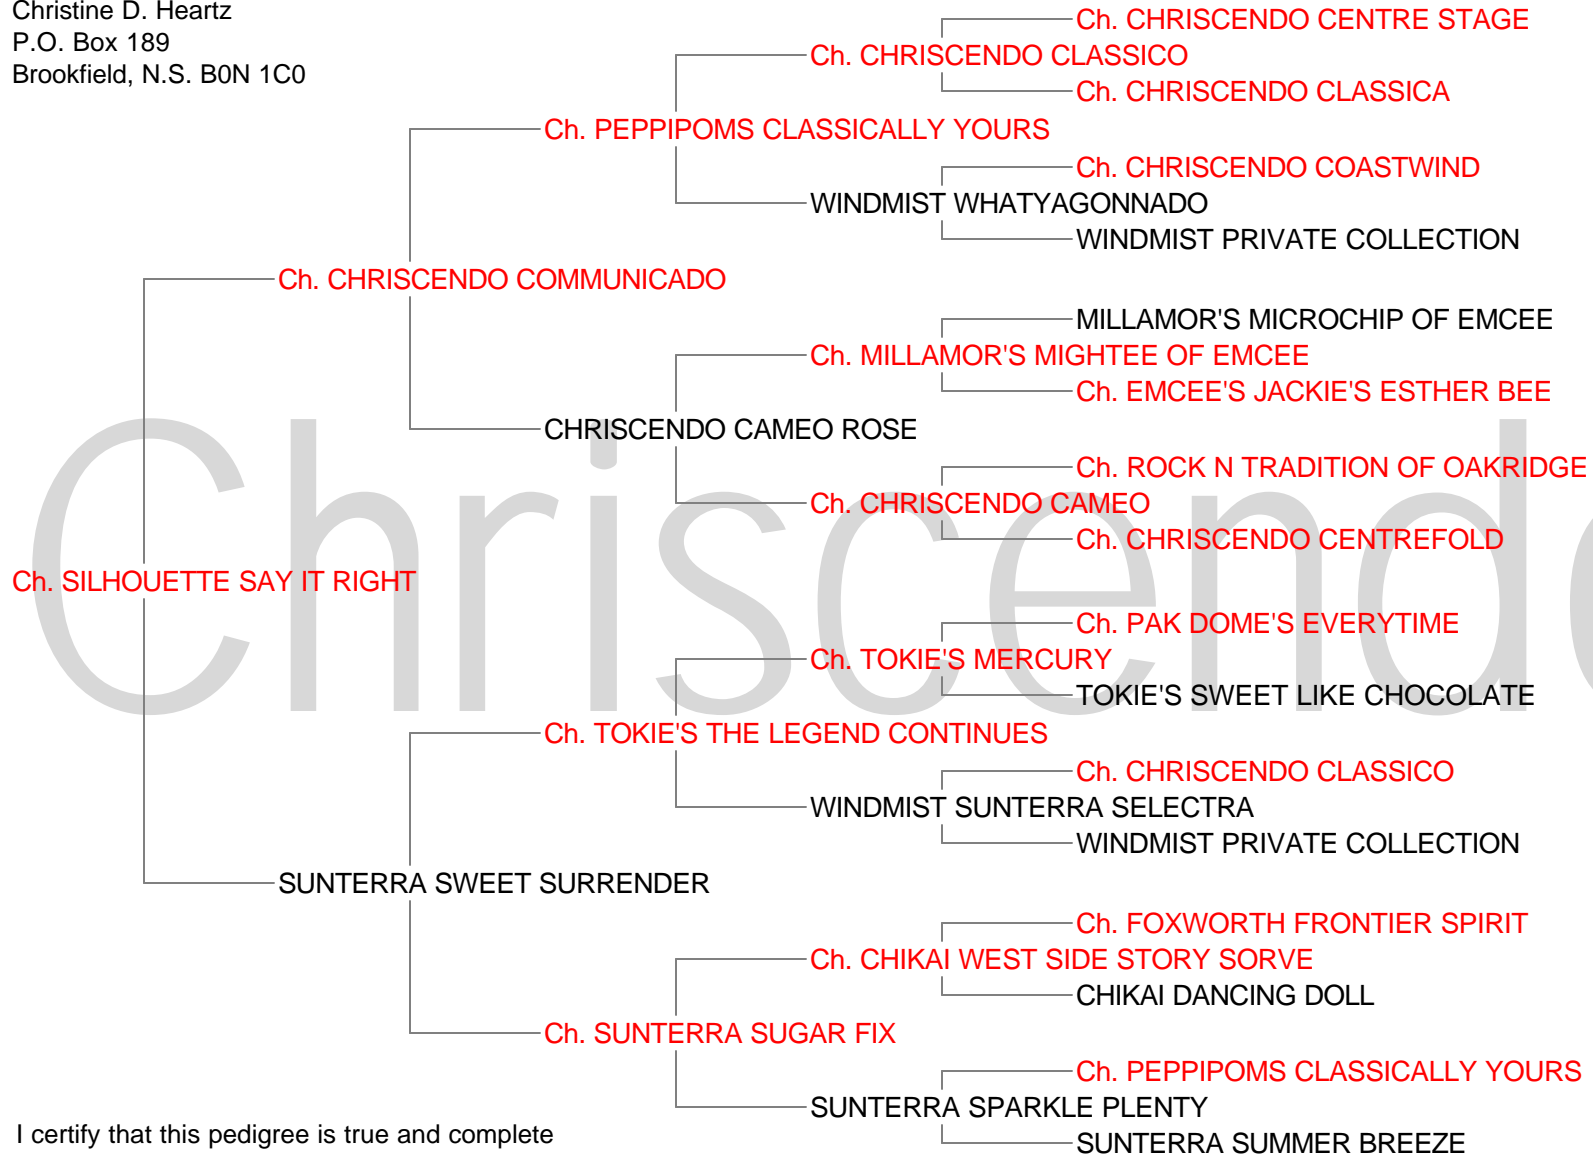 Christine D. Heartz
P.O. Box 189
Brookfield, N.S. B0N 1C0
Ch. CHRISCENDO CENTRE STAGE
Ch. CHRISCENDO CLASSICO
Ch. CHRISCENDO CLASSICA
Ch. PEPPIPOMS CLASSICALLY YOURS
Ch. CHRISCENDO COASTWIND
WINDMIST WHATYAGONNADO
WINDMIST PRIVATE COLLECTION
Ch. CHRISCENDO COMMUNICADO
MILLAMOR'S MICROCHIP OF EMCEE
Ch. MILLAMOR'S MIGHTEE OF EMCEE
Ch. EMCEE'S JACKIE'S ESTHER BEE
CHRISCENDO CAMEO ROSE
Ch. ROCK N TRADITION OF OAKRIDGE
Ch. CHRISCENDO CAMEO
Ch. CHRISCENDO CENTREFOLD
Ch. SILHOUETTE SAY IT RIGHT
Chriscendo
Ch. PAK DOME'S EVERYTIME
Ch. TOKIE'S MERCURY
TOKIE'S SWEET LIKE CHOCOLATE
Ch. TOKIE'S THE LEGEND CONTINUES
Ch. CHRISCENDO CLASSICO
WINDMIST SUNTERRA SELECTRA
WINDMIST PRIVATE COLLECTION
SUNTERRA SWEET SURRENDER
Ch. FOXWORTH FRONTIER SPIRIT
Ch. CHIKAI WEST SIDE STORY SORVE
CHIKAI DANCING DOLL
Ch. SUNTERRA SUGAR FIX
Ch. PEPPIPOMS CLASSICALLY YOURS
SUNTERRA SPARKLE PLENTY
SUNTERRA SUMMER BREEZE
I certify that this pedigree is true and complete